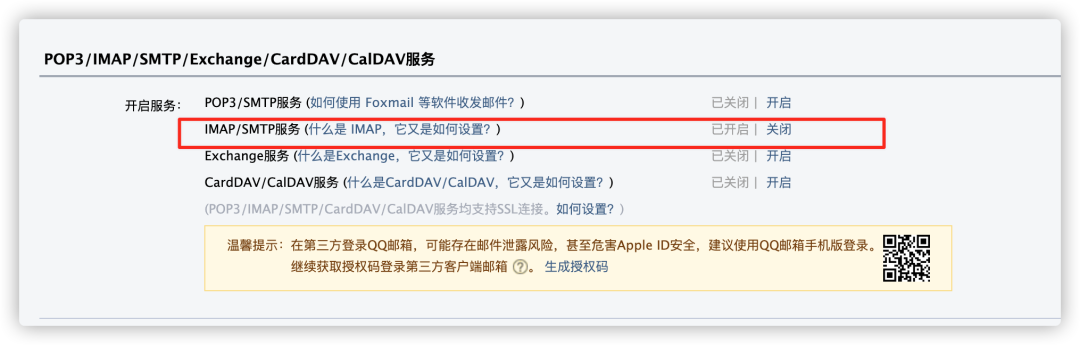 POP3/IMAP/SMTP/Exchange/CardDAV/CalDAV服务
开启服务： POP3/SMTP服务 (如何使用 Foxmail 等软件收发邮件？) 已关闭 | 开启
IMAP/SMTP服务 (什么是 IMAP，它又是如何设置？) 已开启 | 关闭
Exchange服务 (什么是Exchange，它又是如何设置？) 已关闭 | 开启
CardDAV/CalDAV服务 (什么是CardDAV/CalDAV，它又是如何设置？) 已关闭 | 开启
(POP3/IMAP/SMTP/CardDAV/CalDAV服务均支持SSL连接。如何设置？)
温馨提示：在第三方登录QQ邮箱，可能存在邮件泄露风险，甚至危害Apple ID安全，建议使用QQ邮箱手机版登录。
继续获取授权码登录第三方客户端邮箱 ?。 生成授权码